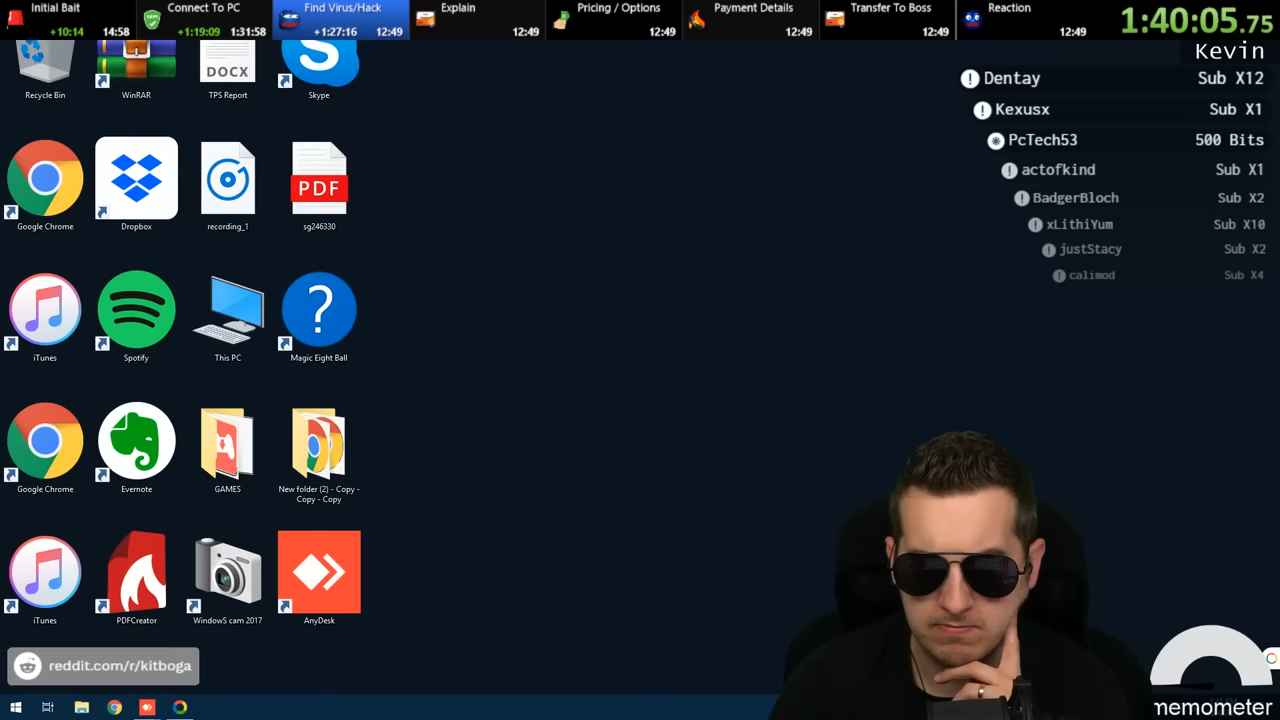 Initial Bait
+10:14 14:58
Connect To PC
+1:19:09 1:31:58
Find Virus/Hack
+1:27:16 12:49
Explain
12:49
Pricing / Options
12:49
Payment Details
12:49
Transfer To Boss
12:49
Reaction
12:49
1:40:05.75
Kevin
Dentay Sub X12
Kexusx Sub X1
PcTech53 500 Bits
actofkind Sub X1
BadgerBloch Sub X2
xLithiYum Sub X10
justStacy Sub X2
calimod Sub X4
Recycle Bin
WinRAR
DOCX
TPS Report
S
Skype
Google Chrome
Dropbox
recording_1
PDF
sg246330
iTunes
Spotify
This PC
?
Magic Eight Ball
Google Chrome
Evernote
GAMES
New folder (2) - Copy -
Copy - Copy
iTunes
PDFCreator
WindowS cam 2017
AnyDesk
reddit.com/r/kitboga
memometer